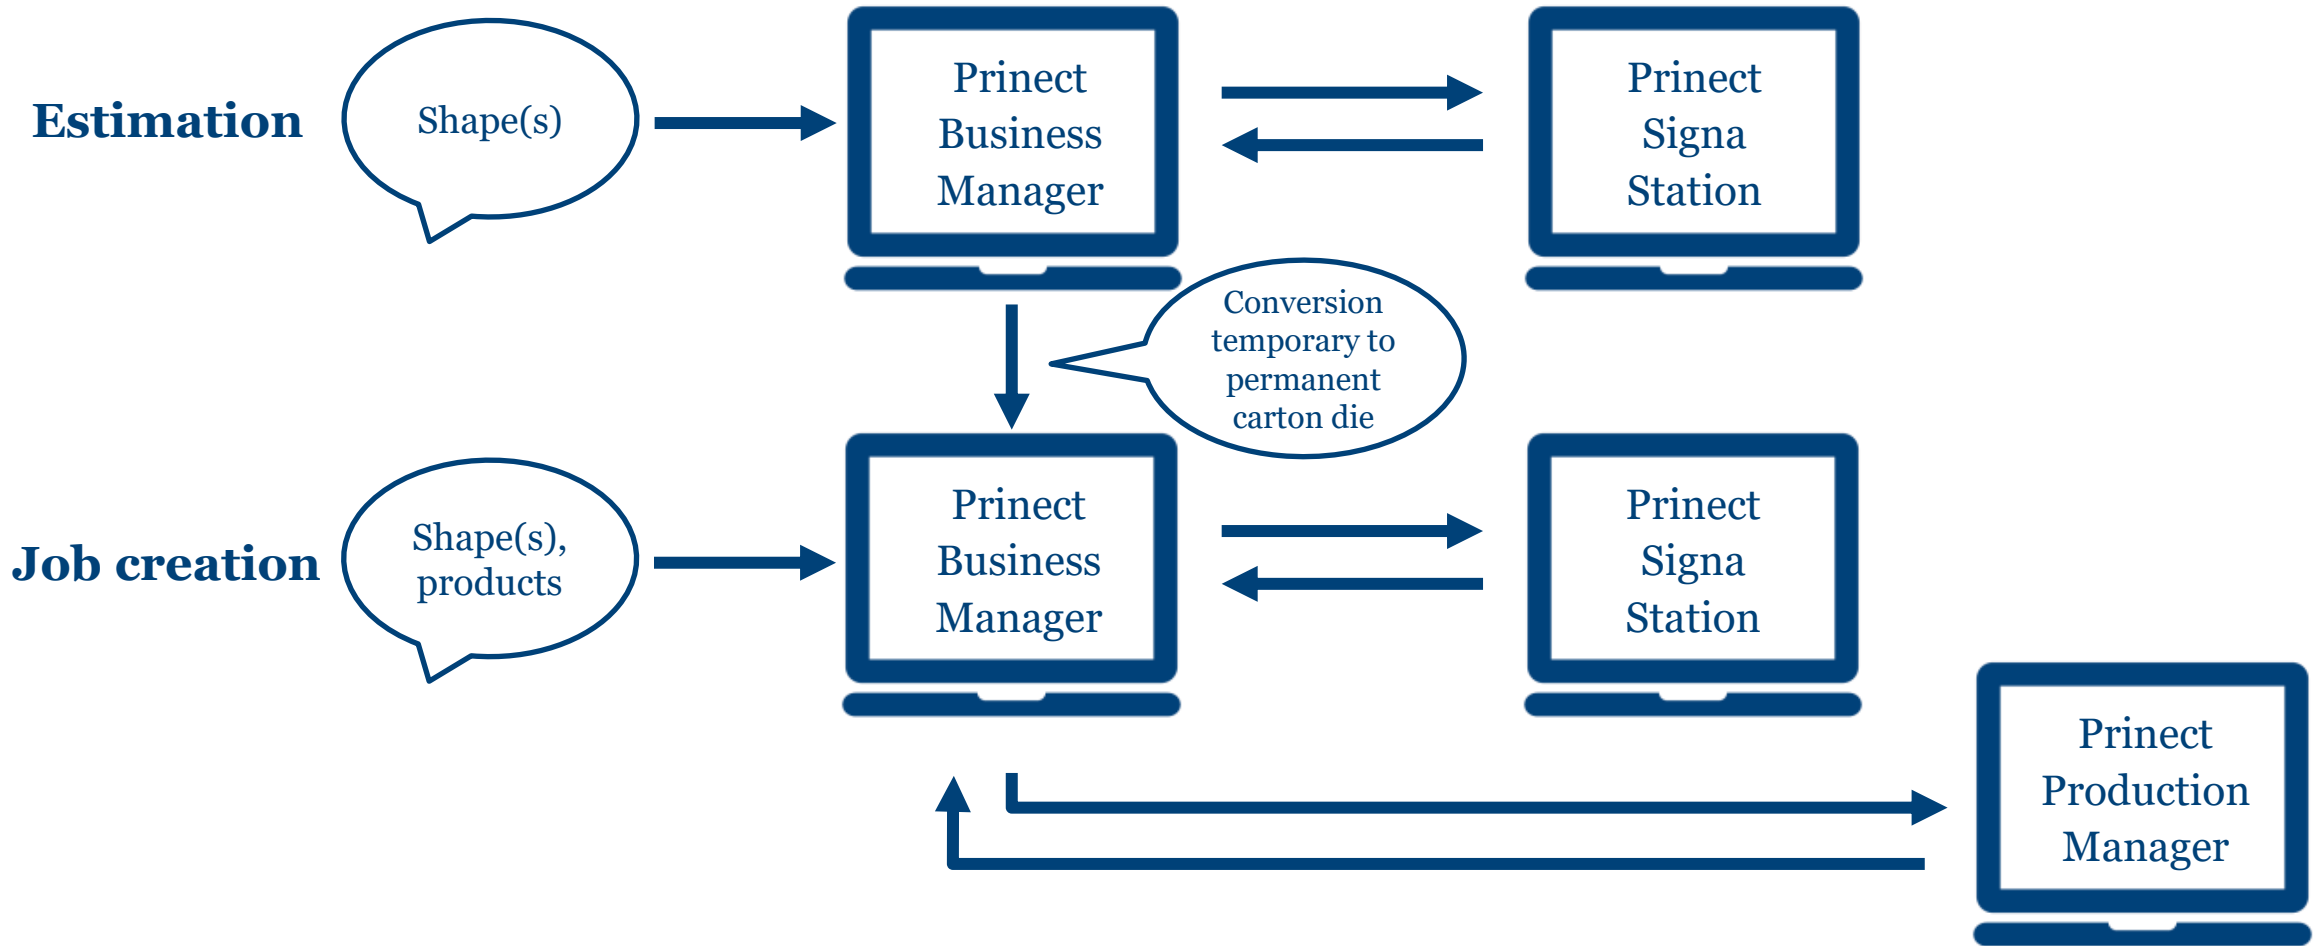 Estimation
Shape(s)
Prinect
Business
Manager
Prinect
Signa
Station
Conversion
temporary to
permanent
carton die
Job creation
Shape(s),
products
Prinect
Business
Manager
Prinect
Signa
Station
Prinect
Production
Manager